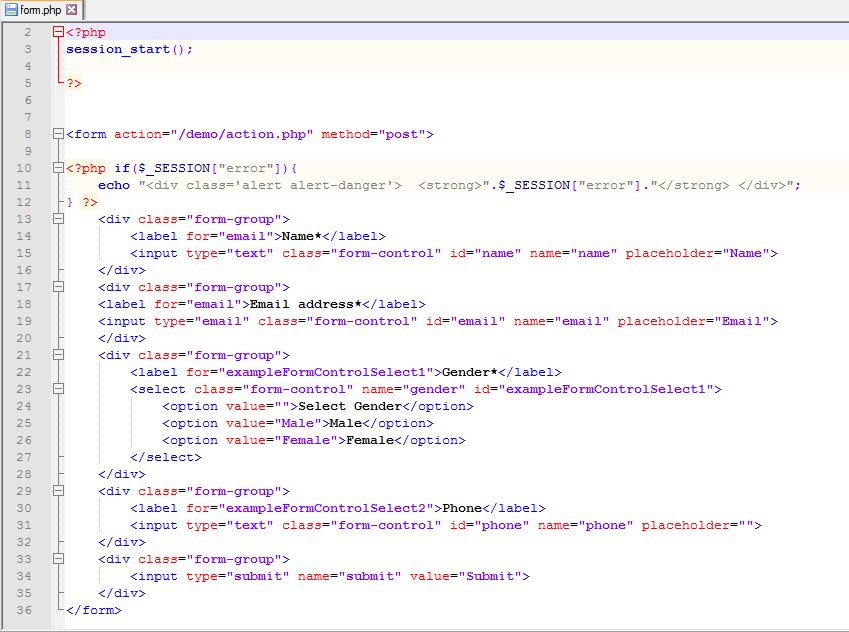 form.php
2 <?php
3 session_start();
4
5 ?>
6
7
8 <form action="/demo/action.php" method="post">
9
10 <?php if($_SESSION["error"]){
11     echo "<div class='alert alert-danger'>  <strong>".$_SESSION["error"]."</strong> </div>";
12 } ?>
13     <div class="form-group">
14         <label for="email">Name*</label>
15         <input type="text" class="form-control" id="name" name="name" placeholder="Name">
16     </div>
17     <div class="form-group">
18     <label for="email">Email address*</label>
19     <input type="email" class="form-control" id="email" name="email" placeholder="Email">
20     </div>
21     <div class="form-group">
22         <label for="exampleFormControlSelect1">Gender*</label>
23         <select class="form-control" name="gender" id="exampleFormControlSelect1">
24             <option value="">Select Gender</option>
25             <option value="Male">Male</option>
26             <option value="Female">Female</option>
27         </select>
28     </div>
29     <div class="form-group">
30         <label for="exampleFormControlSelect2">Phone</label>
31         <input type="text" class="form-control" id="phone" name="phone" placeholder="">
32     </div>
33     <div class="form-group">
34         <input type="submit" name="submit" value="Submit">
35     </div>
36 </form>